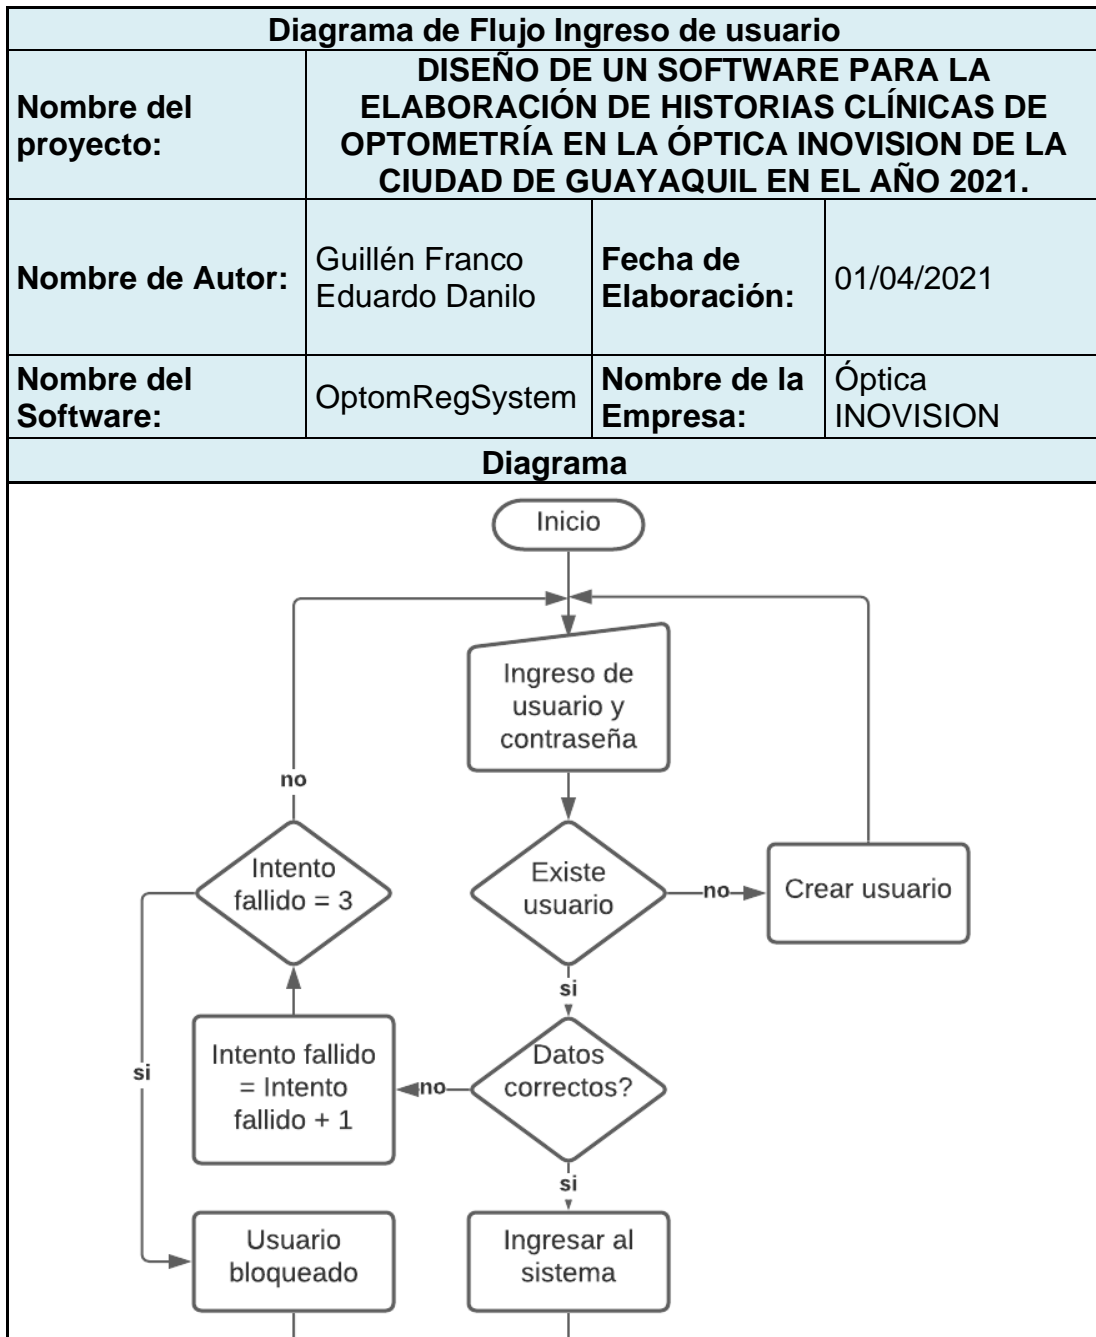 Diagrama de Flujo Ingreso de usuario
Nombre del
proyecto:
DISEÑO DE UN SOFTWARE PARA LA
ELABORACIÓN DE HISTORIAS CLÍNICAS DE
OPTOMETRÍA EN LA ÓPTICA INOVISION DE LA
CIUDAD DE GUAYAQUIL EN EL AÑO 2021.
Nombre de Autor:
Guillén Franco
Eduardo Danilo
Fecha de
Elaboración:
01/04/2021
Nombre del
Software:
OptomRegSystem
Nombre de la
Empresa:
Óptica
INOVISION
Diagrama
Inicio
Ingreso de
usuario y
contraseña
no
Intento
fallido = 3
Existe
usuario
no
Crear usuario
si
si
Intento fallido
= Intento
fallido + 1
no
Datos
correctos?
si
Usuario
bloqueado
Ingresar al
sistema